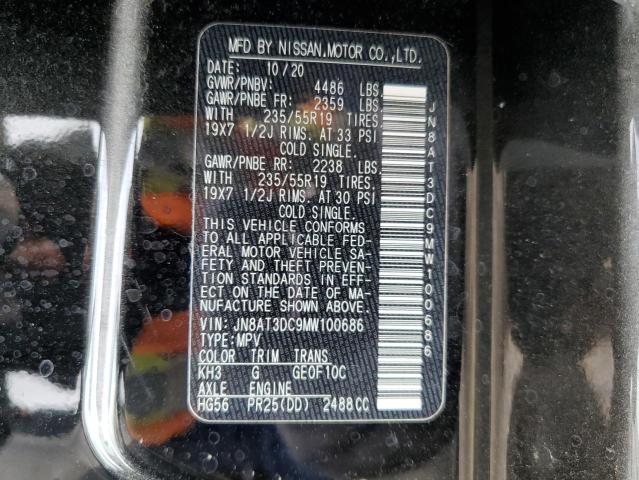 MFD BY NISSAN MOTOR CO.,LTD.
DATE: 10/20
GVWR/PNBV: 4486 LBS.
GAWR/PNBE FR: 2359 LBS
WITH 235/55R19 TIRES
19X7 1/2J RIMS. AT 33 PSI
COLD SINGLE.
GAWR/PNBE RR: 2238 LBS.
WITH 235/55R19 TIRES.
19X7 1/2J RIMS. AT 30 PSI
COLD SINGLE.
THIS VEHICLE CONFORMS
TO ALL APPLICABLE FED-
ERAL MOTOR VEHICLE SA-
FETY AND THEFT PREVEN-
TION STANDARDS IN EFF-
ECT ON THE DATE OF MA-
NUFACTURE SHOWN ABOVE.
VIN: JN8AT3DC9MW100686
TYPE:MPV
COLOR TRIM TRANS
KH3 G GE0F10C
AXLE ENGINE
HG56 PR25(DD) 2488CC
JN8AT3DC9MW100686